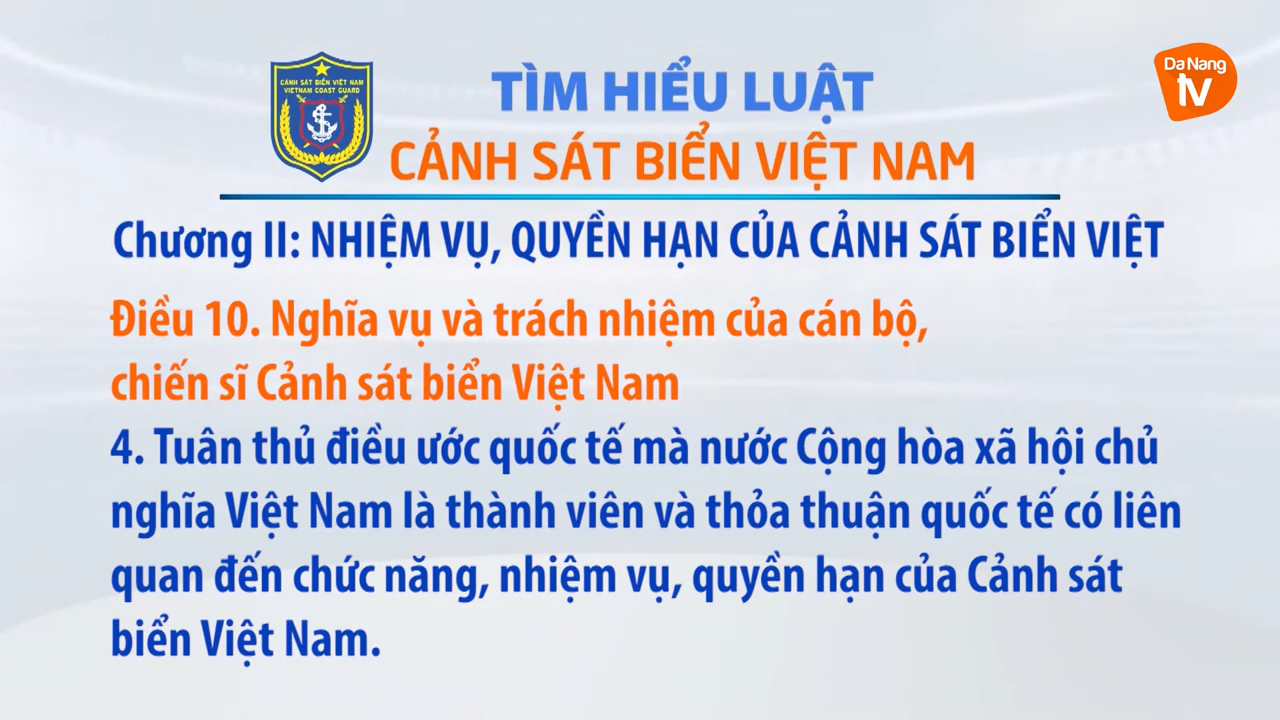 CẢNH SÁT BIỂN VIỆT NAM
VIETNAM COAST GUARD
TÌM HIỂU LUẬT
CẢNH SÁT BIỂN VIỆT NAM
Da Nang
tv
Chương II: NHIỆM VỤ, QUYỀN HẠN CỦA CẢNH SÁT BIỂN VIỆT
Điều 10. Nghĩa vụ và trách nhiệm của cán bộ,
chiến sĩ Cảnh sát biển Việt Nam
4. Tuân thủ điều ước quốc tế mà nước Cộng hòa xã hội chủ
nghĩa Việt Nam là thành viên và thỏa thuận quốc tế có liên
quan đến chức năng, nhiệm vụ, quyền hạn của Cảnh sát
biển Việt Nam.